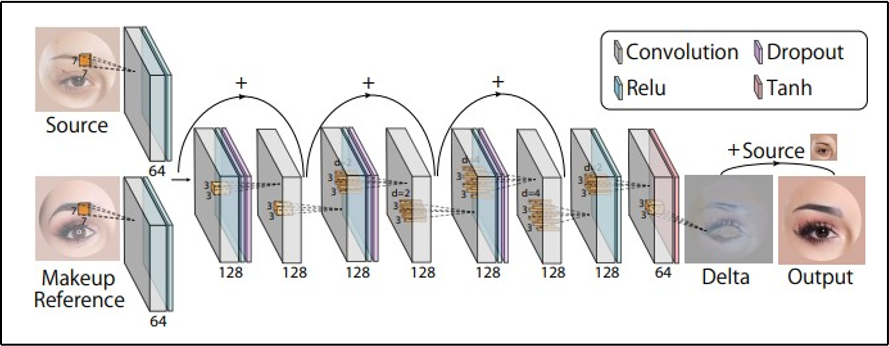 Source
7
7
64
Makeup
Reference
7
7
64
+
+
+
Convolution
Dropout
Relu
Tanh
3
3
128
3
3
128
d=2
3
3
128
d=2
3
3
128
d=4
3
3
128
d=4
3
3
128
d=2
3
3
128
3
3
64
+Source
Delta
Output